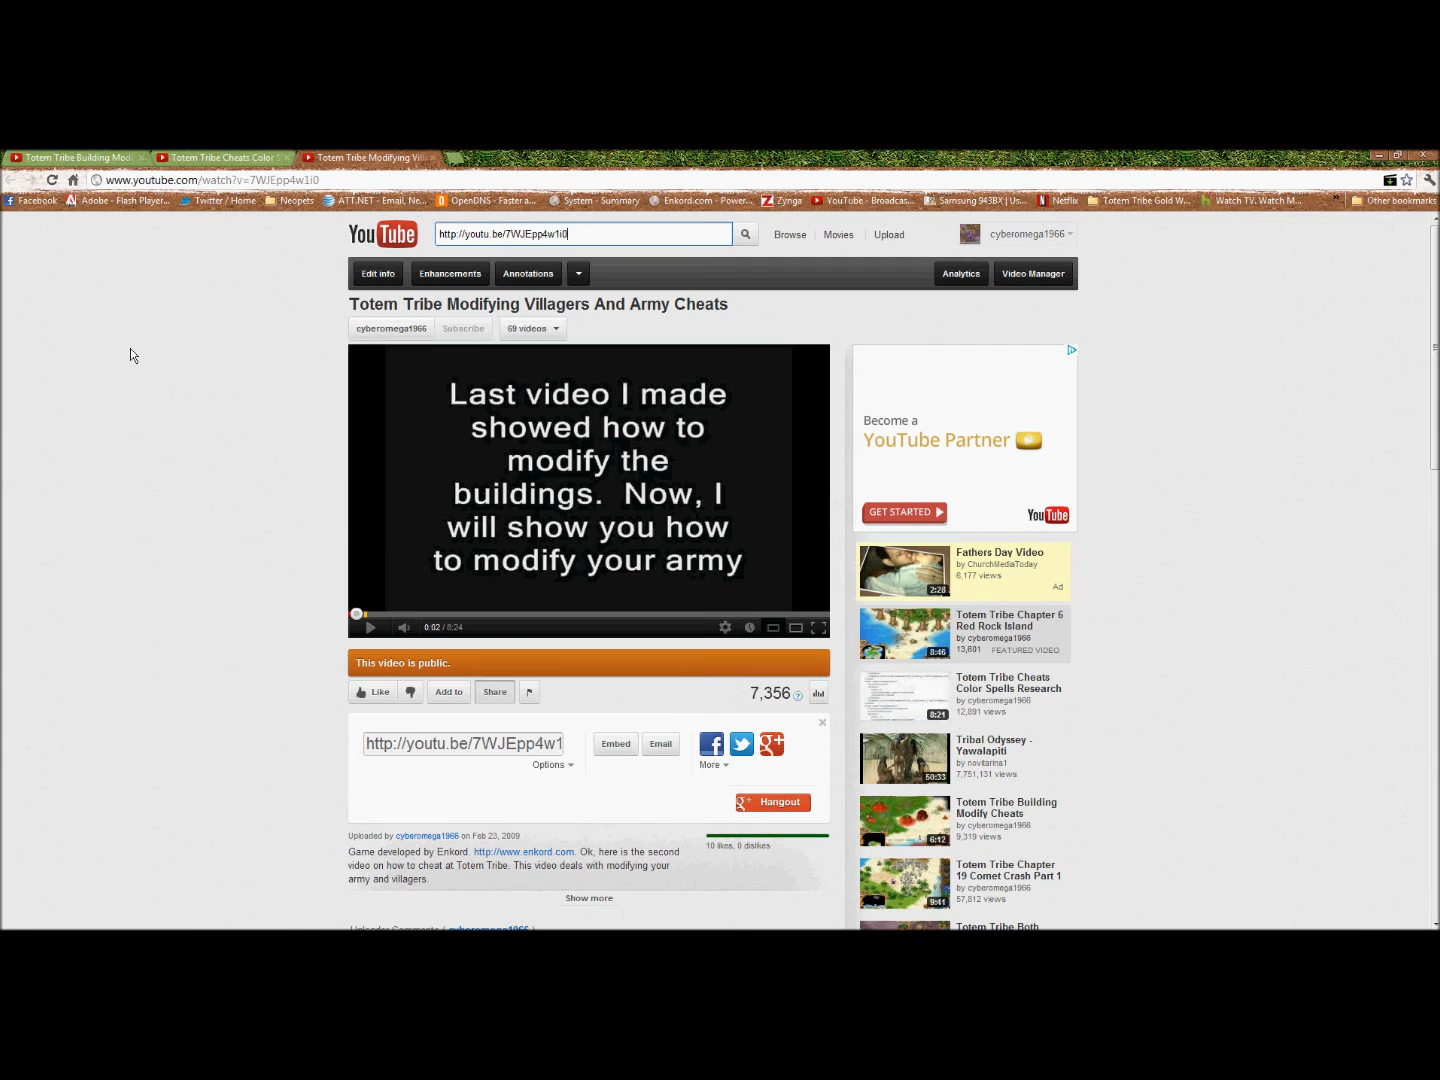 Totem Tribe Building Mod
Totem Tribe Cheats Color S
Totem Tribe Modifying Vill
www.youtube.com/watch?v=7WJEpp4w1i0
Facebook
Adobe - Flash Player...
Twitter / Home
Neopets
ATT.NET - Email, Ne...
OpenDNS - Faster a...
System - Summary
Enkord.com - Power...
Zynga
YouTube - Broadcas...
Samsung 943BX | Us...
Netflix
Totem Tribe Gold W...
Watch TV. Watch M...
Other bookmarks
YouTube
http://youtu.be/7WJEpp4w1i0
Browse
Movies
Upload
cyberomega1966
Edit info
Enhancements
Annotations
Analytics
Video Manager
Totem Tribe Modifying Villagers And Army Cheats
cyberomega1966
Subscribe
69 videos
Last video I made
showed how to
modify the
buildings. Now, I
will show you how
to modify your army
0:02 / 8:24
This video is public.
Like
Add to
Share
7,356
http://youtu.be/7WJEpp4w1
Options
Embed
Email
More
Hangout
Uploaded by cyberomega1966 on Feb 23, 2009
10 likes, 0 dislikes
Game developed by Enkord. http://www.enkord.com. Ok, here is the second
video on how to cheat at Totem Tribe. This video deals with modifying your
army and villagers.
Show more
Uploader Comments (cyberomega1966)
Become a
YouTube Partner
GET STARTED
YouTube
Fathers Day Video
by ChurchMediaToday
6,177 views
Ad
2:28
Totem Tribe Chapter 6
Red Rock Island
by cyberomega1966
13,601 FEATURED VIDEO
8:46
Totem Tribe Cheats
Color Spells Research
by cyberomega1966
12,891 views
8:21
Tribal Odyssey -
Yawalapiti
by novitarina1
7,751,131 views
50:33
Totem Tribe Building
Modify Cheats
by cyberomega1966
9,319 views
6:12
Totem Tribe Chapter
19 Comet Crash Part 1
by cyberomega1966
57,812 views
9:41
Totem Tribe Both